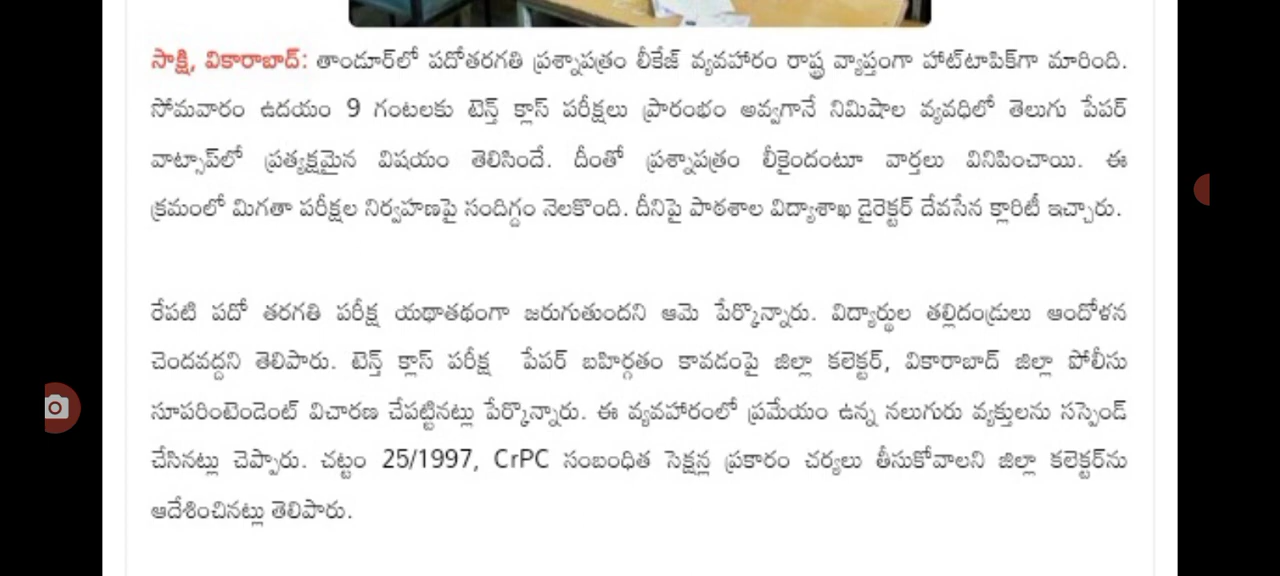 సాక్షి, వికారాబాద్: తాండూర్‌లో పదోతరగతి ప్రశ్నాపత్రం లీకేజ్ వ్యవహారం రాష్ట్ర వ్యాప్తంగా హాట్‌టాపిక్‌గా మారింది.
సోమవారం ఉదయం 9 గంటలకు టెన్త్ క్లాస్ పరీక్షలు ప్రారంభం అవ్వగానే నిమిషాల వ్యవధిలో తెలుగు పేపర్
వాట్సాప్‌లో ప్రత్యక్షమైన విషయం తెలిసిందే. దీంతో ప్రశ్నాపత్రం లీకైందంటూ వార్తలు వినిపించాయి. ఈ
క్రమంలో మిగతా పరీక్షల నిర్వహణపై సందిగ్ధం నెలకొంది. దీనిపై పాఠశాల విద్యాశాఖ డైరెక్టర్ దేవసేన క్లారిటీ ఇచ్చారు.
రేపటి పదో తరగతి పరీక్ష యథాతథంగా జరుగుతుందని ఆమె పేర్కొన్నారు. విద్యార్థుల తల్లిదండ్రులు ఆందోళన
చెందవద్దని తెలిపారు. టెన్త్ క్లాస్ పరీక్ష పేపర్ బహిర్గతం కావడంపై జిల్లా కలెక్టర్, వికారాబాద్ జిల్లా పోలీసు
సూపరింటెండెంట్ విచారణ చేపట్టినట్లు పేర్కొన్నారు. ఈ వ్యవహారంలో ప్రమేయం ఉన్న నలుగురు వ్యక్తులను సస్పెండ్
చేసినట్లు చెప్పారు. చట్టం 25/1997, CrPC సంబంధిత సెక్షన్ల ప్రకారం చర్యలు తీసుకోవాలని జిల్లా కలెక్టర్‌ను
ఆదేశించినట్లు తెలిపారు.